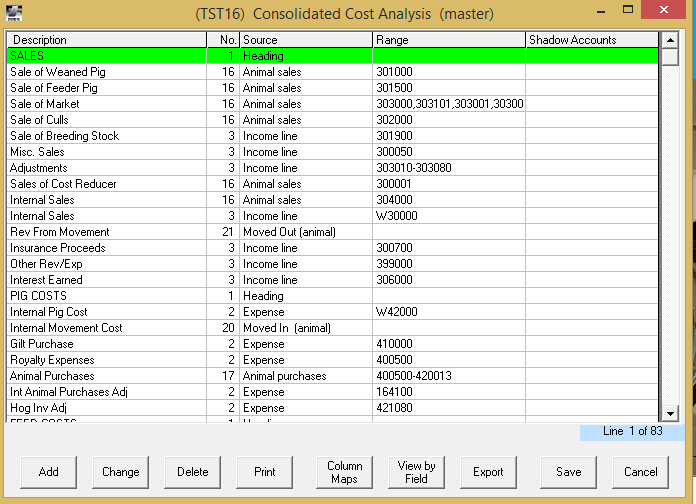 (TST16) Consolidated Cost Analysis (master)
Description No. Source Range Shadow Accounts
SALES 1 Heading
Sale of Weaned Pig 16 Animal sales 301000
Sale of Feeder Pig 16 Animal sales 301500
Sale of Market 16 Animal sales 303000,303101,303001,30300
Sale of Culls 16 Animal sales 302000
Sale of Breeding Stock 3 Income line 301900
Misc. Sales 3 Income line 300050
Adjustments 3 Income line 303010-303080
Sales of Cost Reducer 16 Animal sales 300001
Internal Sales 16 Animal sales 304000
Internal Sales 3 Income line W30000
Rev From Movement 21 Moved Out (animal)
Insurance Proceeds 3 Income line 300700
Other Rev/Exp 3 Income line 399000
Interest Earned 3 Income line 306000
PIG COSTS 1 Heading
Internal Pig Cost 2 Expense W42000
Internal Movement Cost 20 Moved In (animal)
Gilt Purchase 2 Expense 410000
Royalty Expenses 2 Expense 400500
Animal Purchases 17 Animal purchases 400500-420013
Int Animal Purchases Adj 2 Expense 164100
Hog Inv Adj 2 Expense 421080
FEED COSTS 1 Heading
Line 1 of 83
Add Change Delete Print Column Maps View by Field Export Save Cancel